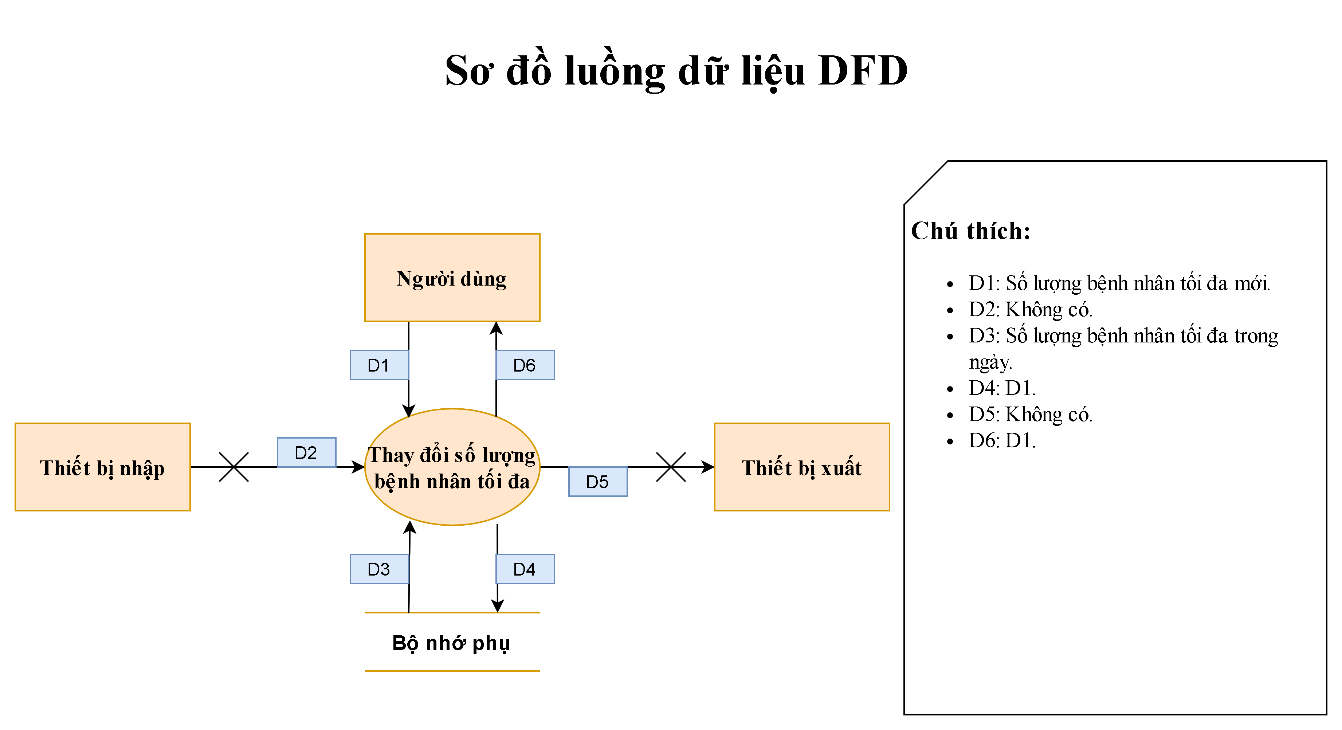 Sơ đồ luồng dữ liệu DFD
Người dùng
D1
D6
Thiết bị nhập
D2
Thay đổi số lượng
bệnh nhân tối đa
D5
Thiết bị xuất
D3
D4
Bộ nhớ phụ
Chú thích:
• D1: Số lượng bệnh nhân tối đa mới.
• D2: Không có.
• D3: Số lượng bệnh nhân tối đa trong
ngày.
• D4: D1.
• D5: Không có.
• D6: D1.